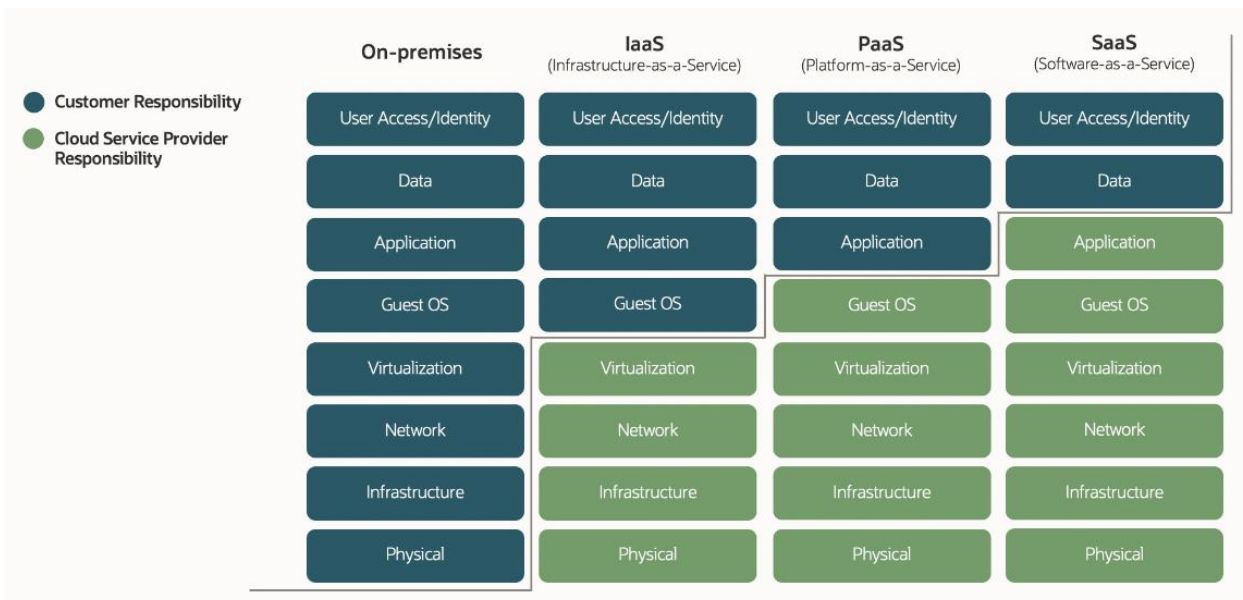 On-premises
IaaS
(Infrastructure-as-a-Service)
PaaS
(Platform-as-a-Service)
SaaS
(Software-as-a-Service)
Customer Responsibility
Cloud Service Provider
Responsibility
User Access/Identity
User Access/Identity
User Access/Identity
User Access/Identity
Data
Data
Data
Data
Application
Application
Application
Application
Guest OS
Guest OS
Guest OS
Guest OS
Virtualization
Virtualization
Virtualization
Virtualization
Network
Network
Network
Network
Infrastructure
Infrastructure
Infrastructure
Infrastructure
Physical
Physical
Physical
Physical